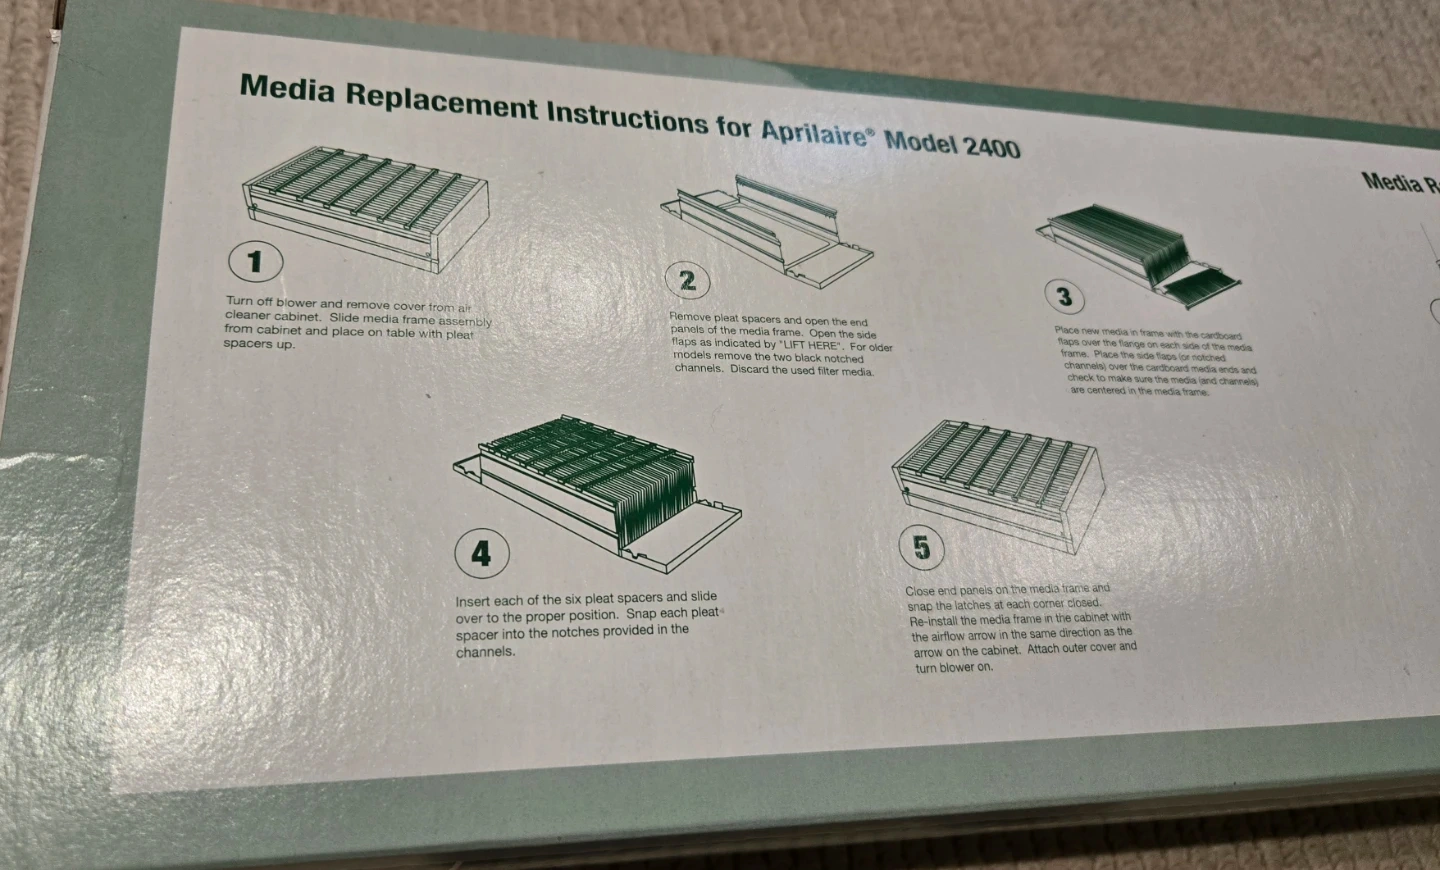 Media Replacement Instructions for Aprilaire® Model 2400
Media R
1
Turn off blower and remove cover from air
cleaner cabinet. Slide media frame assembly
from cabinet and place on table with pleat
spacers up.
2
Remove pleat spacers and open the end
panels of the media frame. Open the side
flaps as indicated by "LIFT HERE". For older
models remove the two black notched
channels. Discard the used filter media.
3
Place new media in frame with the cardboard
flaps over the flange on each side of the media
frame. Place the side flaps (or notched
channels) over the cardboard media ends and
check to make sure the media (and channels)
are centered in the media frame.
4
Insert each of the six pleat spacers and slide
over to the proper position. Snap each pleat
spacer into the notches provided in the
channels.
5
Close end panels on the media frame and
snap the latches at each corner closed.
Re-install the media frame in the cabinet with
the airflow arrow in the same direction as the
arrow on the cabinet. Attach outer cover and
turn blower on.